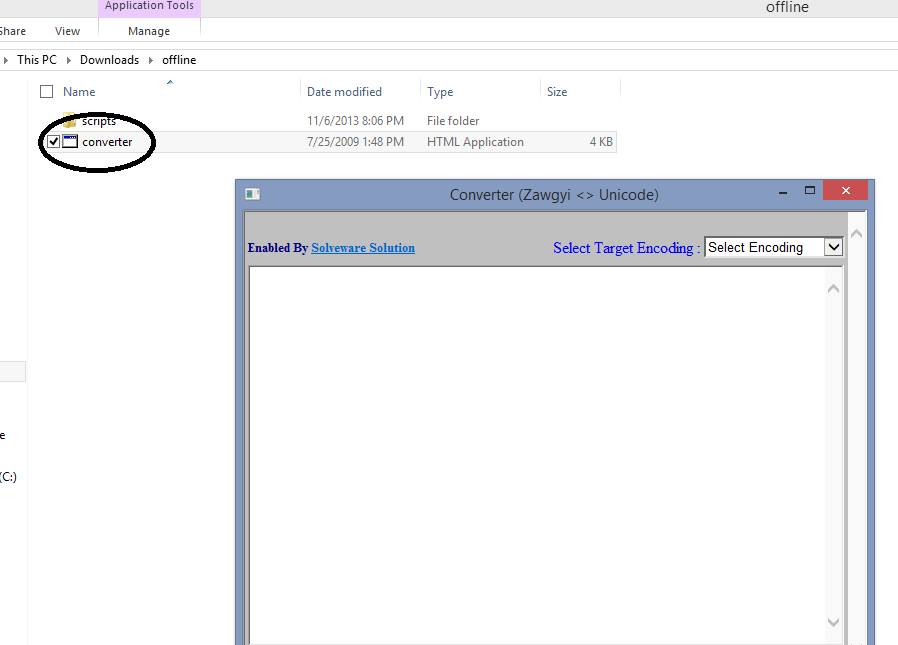 Application Tools
offline
Share View Manage
This PC Downloads offline
Name Date modified Type Size
scripts 11/6/2013 8:06 PM File folder
converter 7/25/2009 1:48 PM HTML Application 4 KB
Converter (Zawgyi <> Unicode)
Enabled By Solveware Solution Select Target Encoding : Select Encoding
e
(C:)